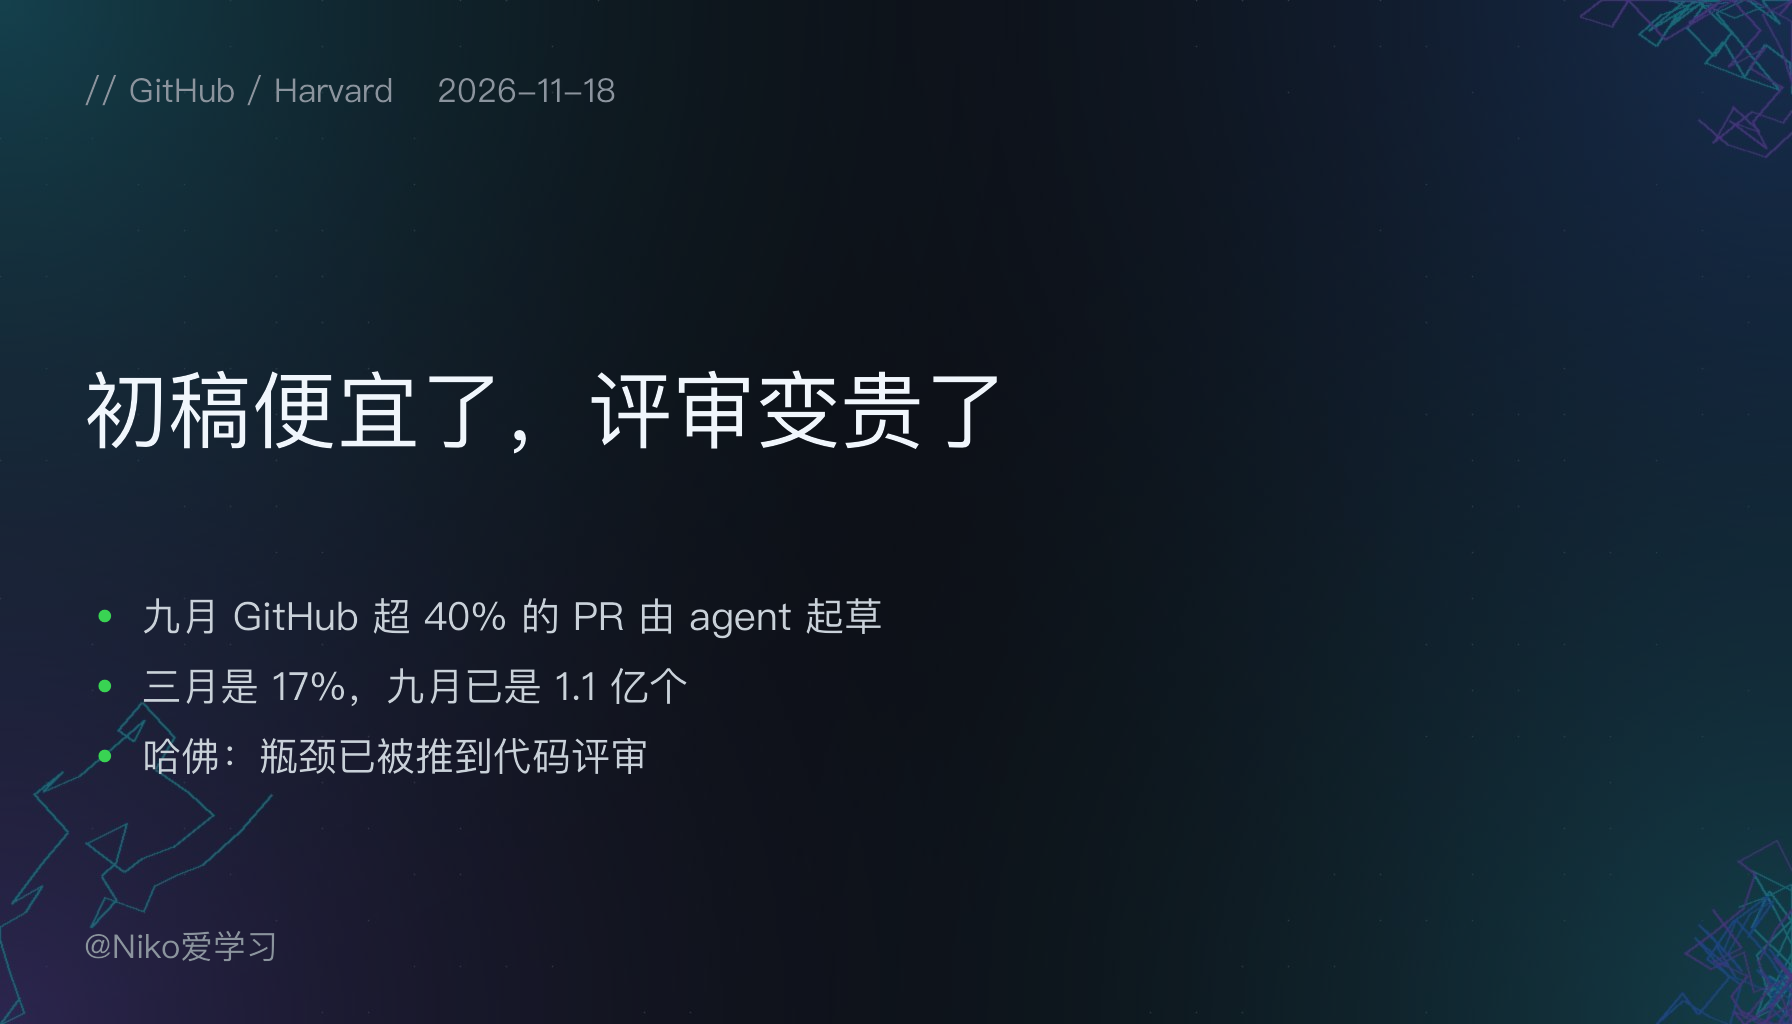 // GitHub / Harvard 2026-11-18
初稿便宜了，评审变贵了
• 九月 GitHub 超 40% 的 PR 由 agent 起草
• 三月是 17%，九月已是 1.1 亿个
• 哈佛：瓶颈已被推到代码评审
@Niko爱学习